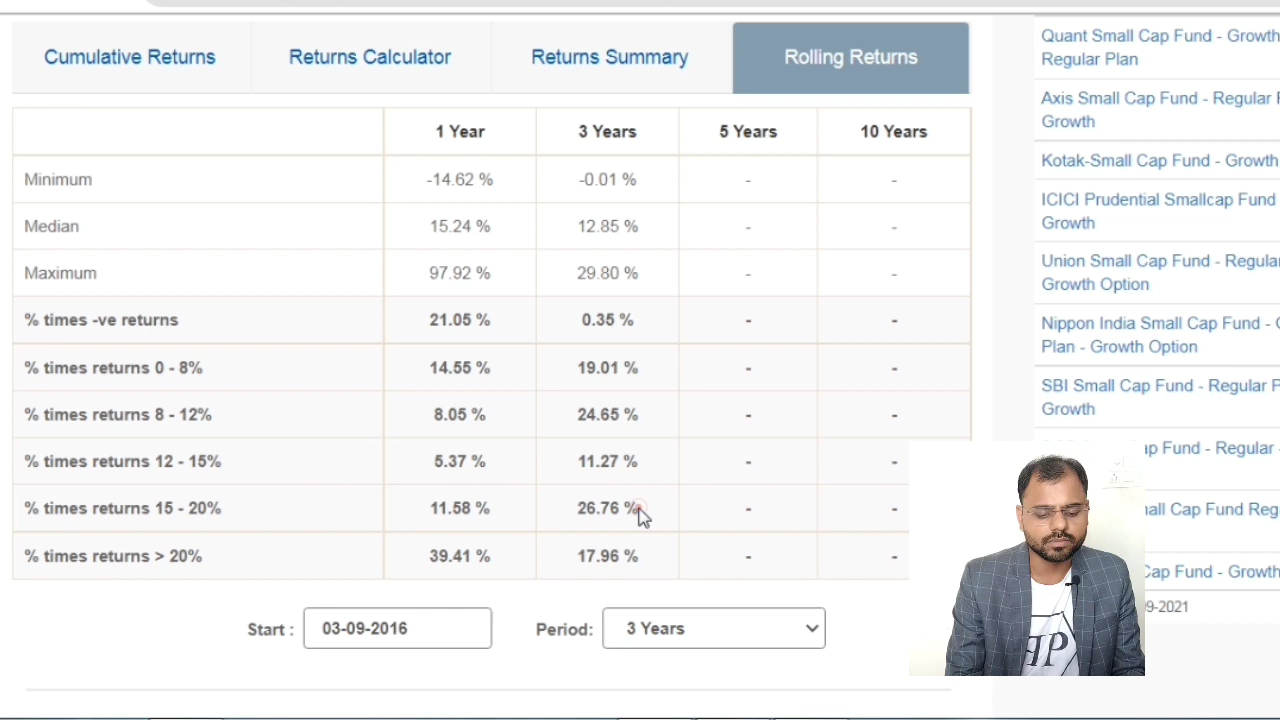 Cumulative Returns
Returns Calculator
Returns Summary
Rolling Returns
1 Year 3 Years 5 Years 10 Years
Minimum -14.62 % -0.01 % - -
Median 15.24 % 12.85 % - -
Maximum 97.92 % 29.80 % - -
% times -ve returns 21.05 % 0.35 % - -
% times returns 0 - 8% 14.55 % 19.01 % - -
% times returns 8 - 12% 8.05 % 24.65 % - -
% times returns 12 - 15% 5.37 % 11.27 % - -
% times returns 15 - 20% 11.58 % 26.76 % - -
% times returns > 20% 39.41 % 17.96 % - -
Start : 03-09-2016 Period: 3 Years
Quant Small Cap Fund - Growth
Regular Plan
Axis Small Cap Fund - Regular
Growth
Kotak-Small Cap Fund - Growth
ICICI Prudential Smallcap Fund
Growth
Union Small Cap Fund - Regular
Growth Option
Nippon India Small Cap Fund -
Plan - Growth Option
SBI Small Cap Fund - Regular
Growth
Fund - Regular
Cap Fund
Cap Fund - Growth
-2021